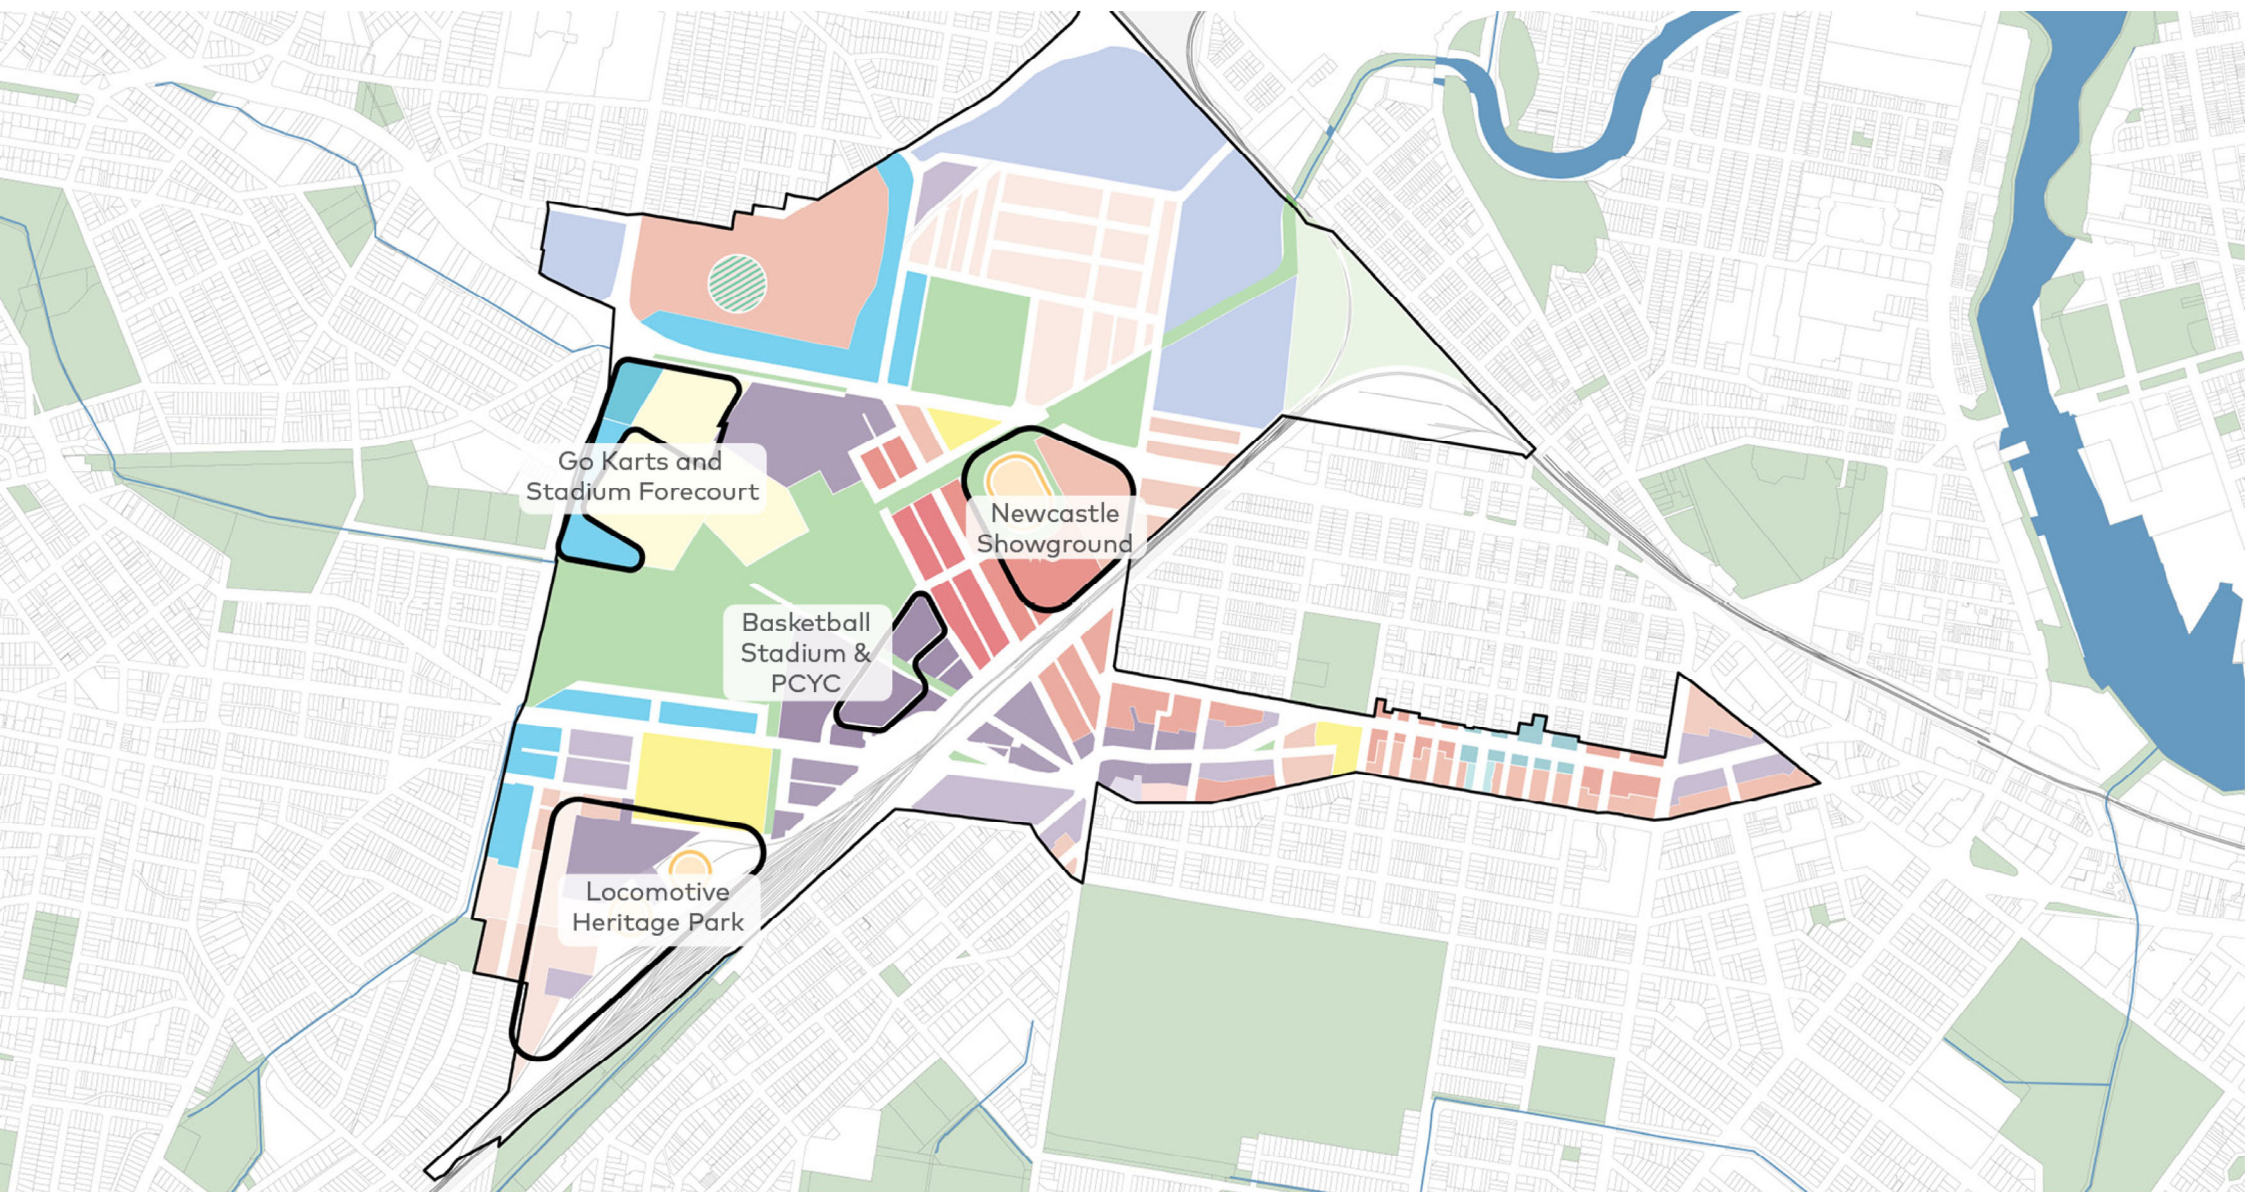 Go Karts and
Stadium Forecourt
Newcastle
Showground
Basketball
Stadium &
PCYC
Locomotive
Heritage Park